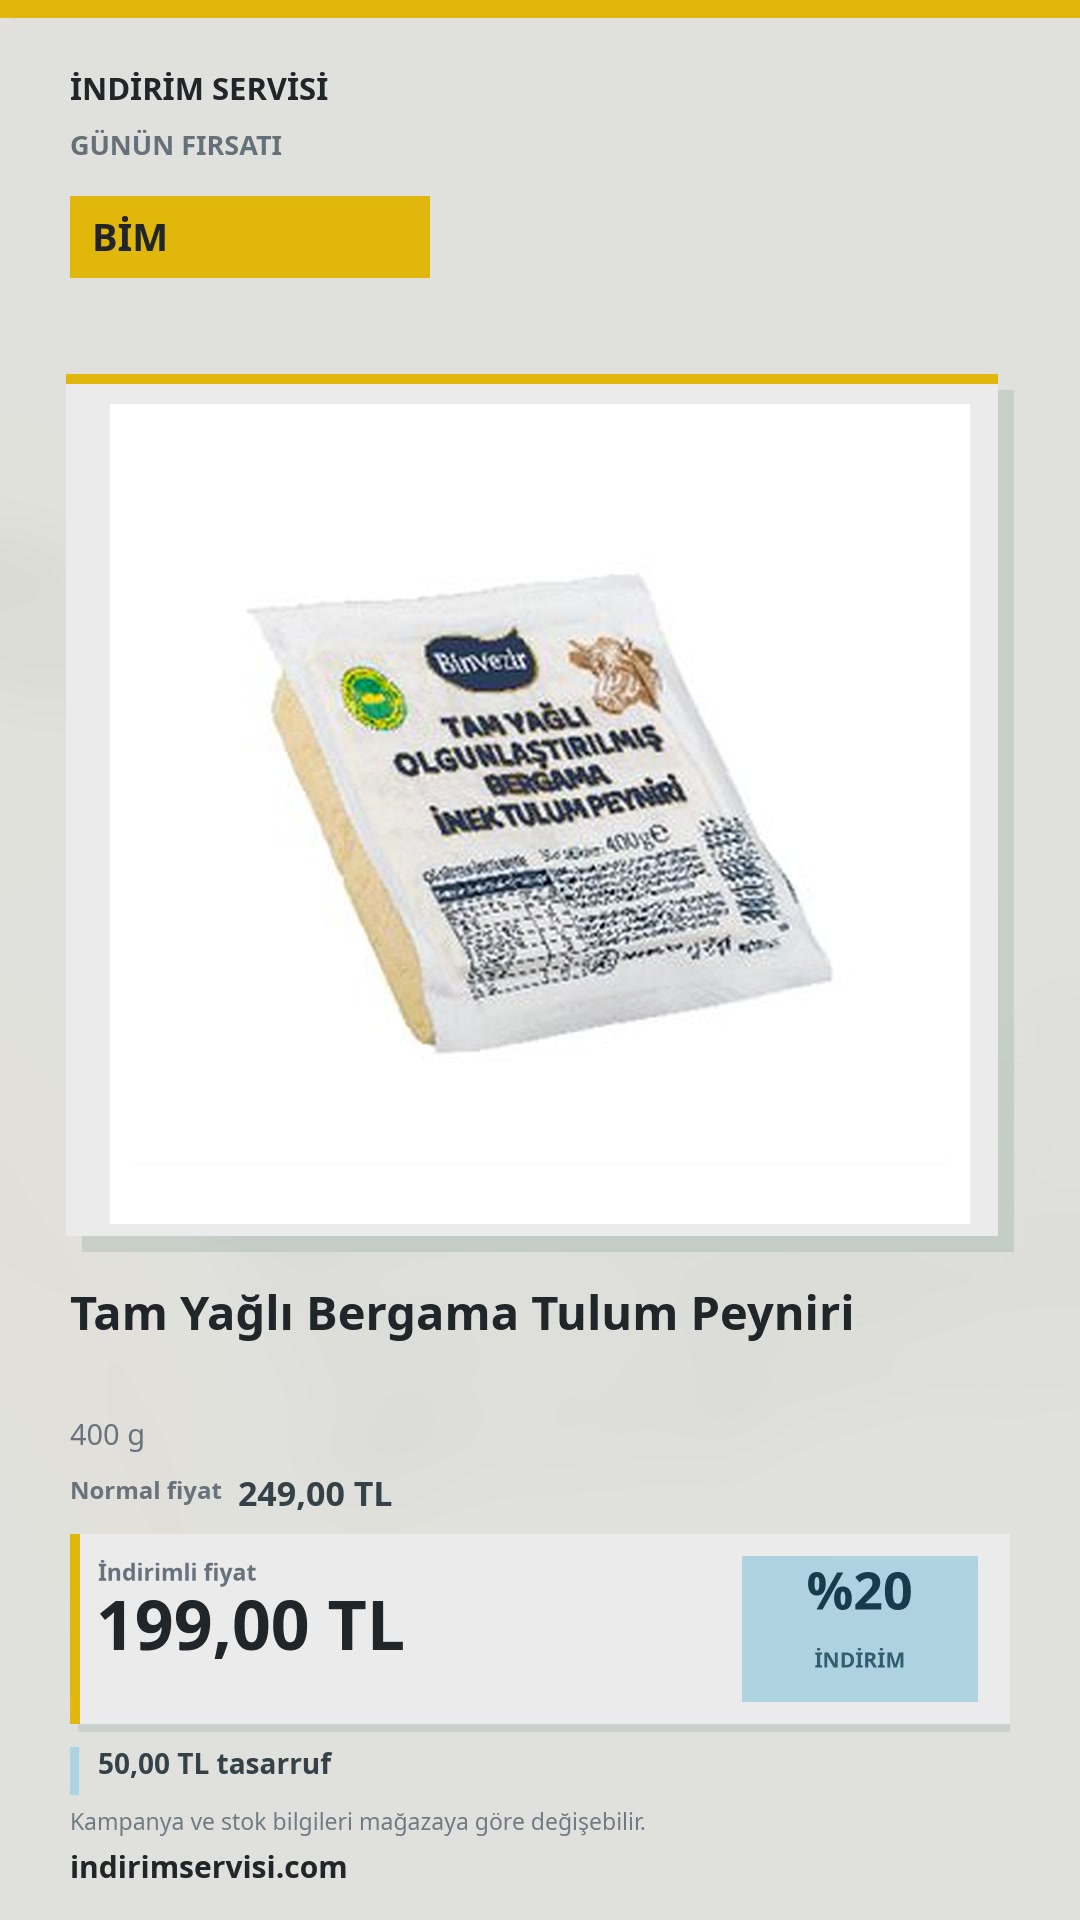 İNDİRİM SERVİSİ
GÜNÜN FIRSATI
BİM
Binvezir
TAM YAĞLI
OLGUNLAŞTIRILMIŞ
BERGAMA
İNEK TULUM PEYNİRİ
400g e
Tam Yağlı Bergama Tulum Peyniri
400 g
Normal fiyat 249,00 TL
İndirimli fiyat
199,00 TL
%20
İNDİRİM
50,00 TL tasarruf
Kampanya ve stok bilgileri mağazaya göre değişebilir.
indirimservisi.com